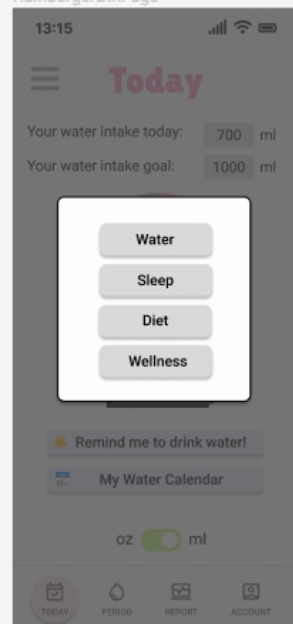 13:15
Today
Your water intake today: 700 ml
Your water intake goal: 1000 ml
Water
Sleep
Diet
Wellness
Remind me to drink water!
My Water Calendar
oz ml
TODAY PERIOD REPORT ACCOUNT